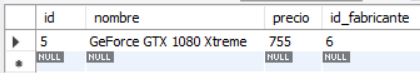 id nombre precio id_fabricante
5 GeForce GTX 1080 Xtreme 755 6
NULL NULL NULL NULL